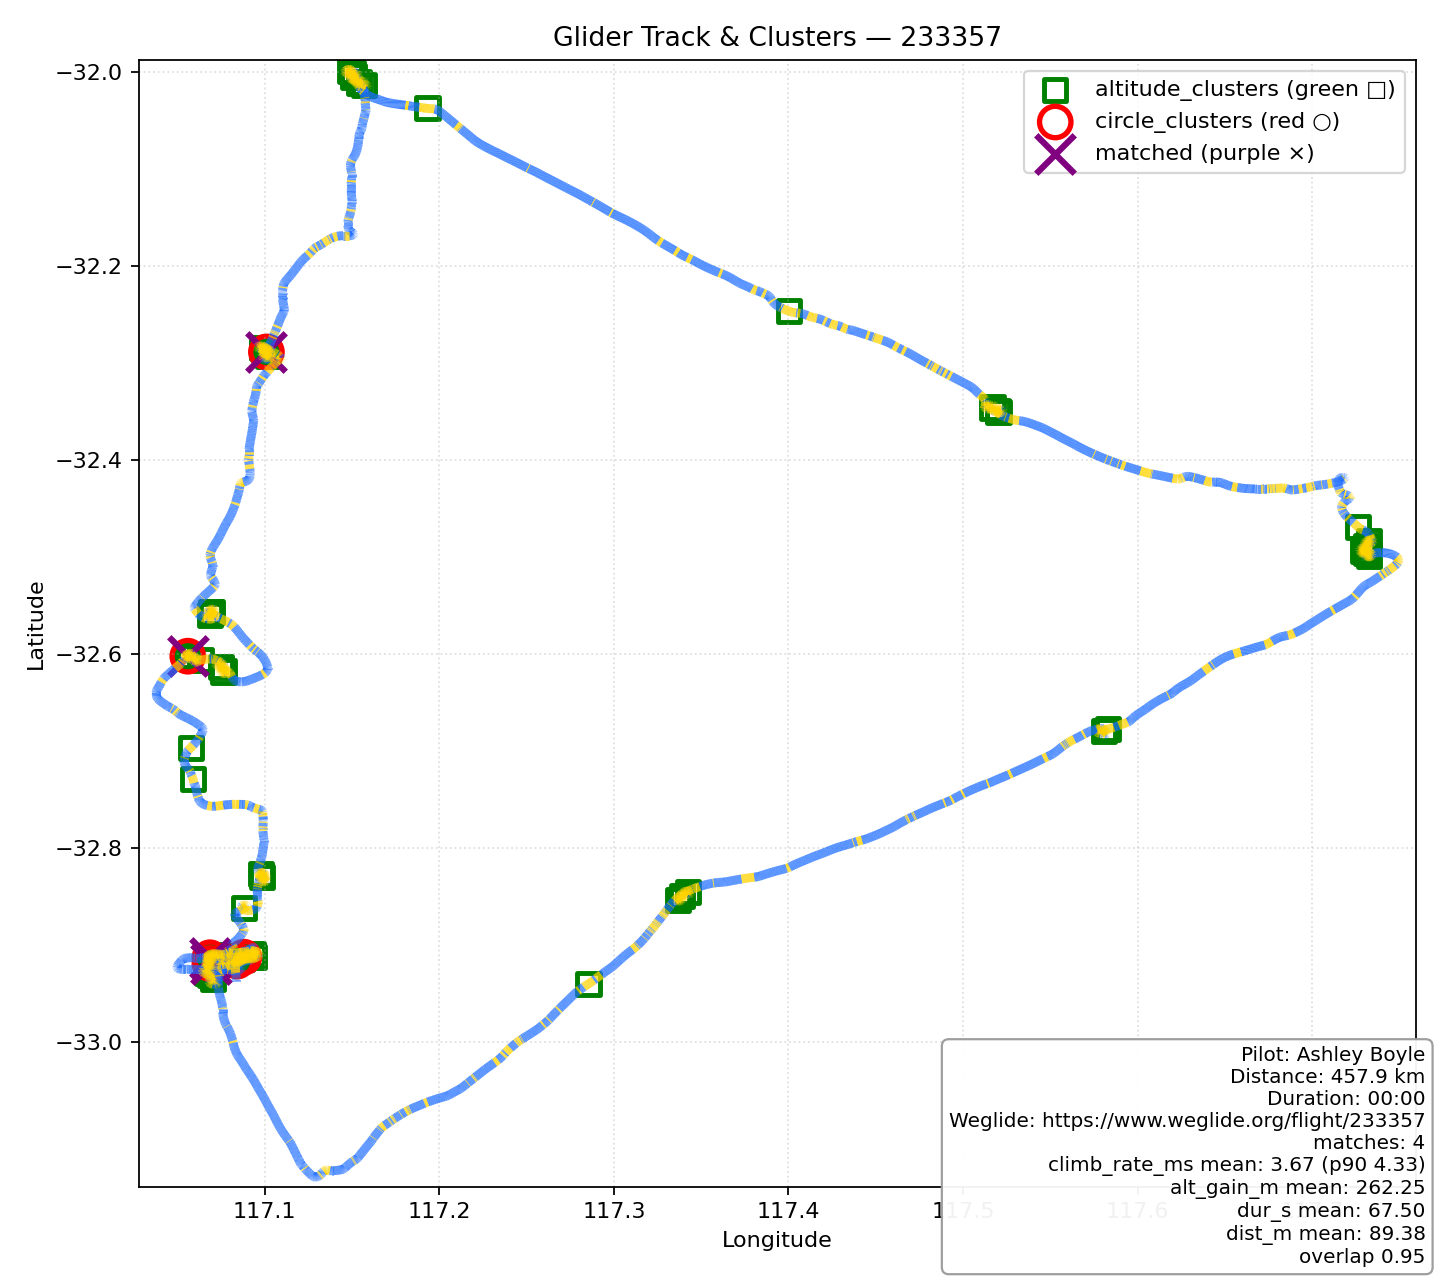 Glider Track & Clusters — 233357
altitude_clusters (green □)
circle_clusters (red ○)
matched (purple ×)
Latitude
−32.0
−32.2
−32.4
−32.6
−32.8
−33.0
117.1
117.2
117.3
117.4
117.5
117.6
Longitude
Pilot: Ashley Boyle
Distance: 457.9 km
Duration: 00:00
Weglide: https://www.weglide.org/flight/233357
matches: 4
climb_rate_ms mean: 3.67 (p90 4.33)
alt_gain_m mean: 262.25
dur_s mean: 67.50
dist_m mean: 89.38
overlap 0.95